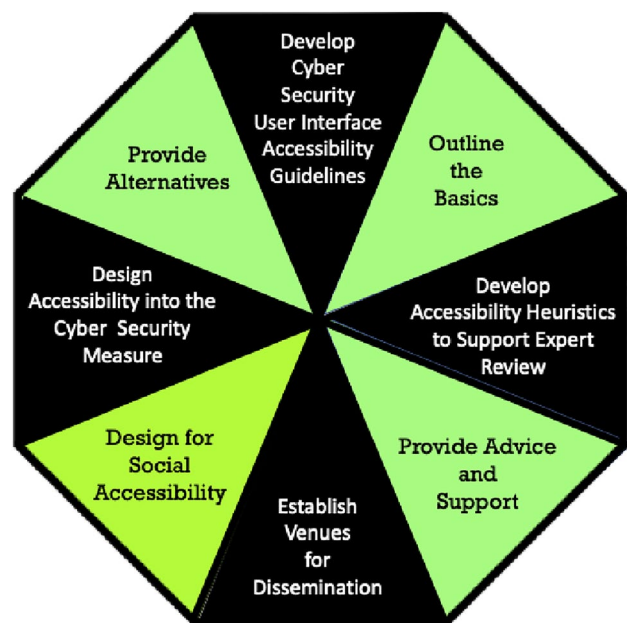 Develop
Cyber
Security
User Interface
Accessibility
Guidelines
Outline
the
Basics
Develop
Accessibility Heuristics
to Support Expert
Review
Provide Advice
and
Support
Establish
Venues
for
Dissemination
Design for
Social
Accessibility
Design
Accessibility into the
Cyber Security
Measure
Provide
Alternatives